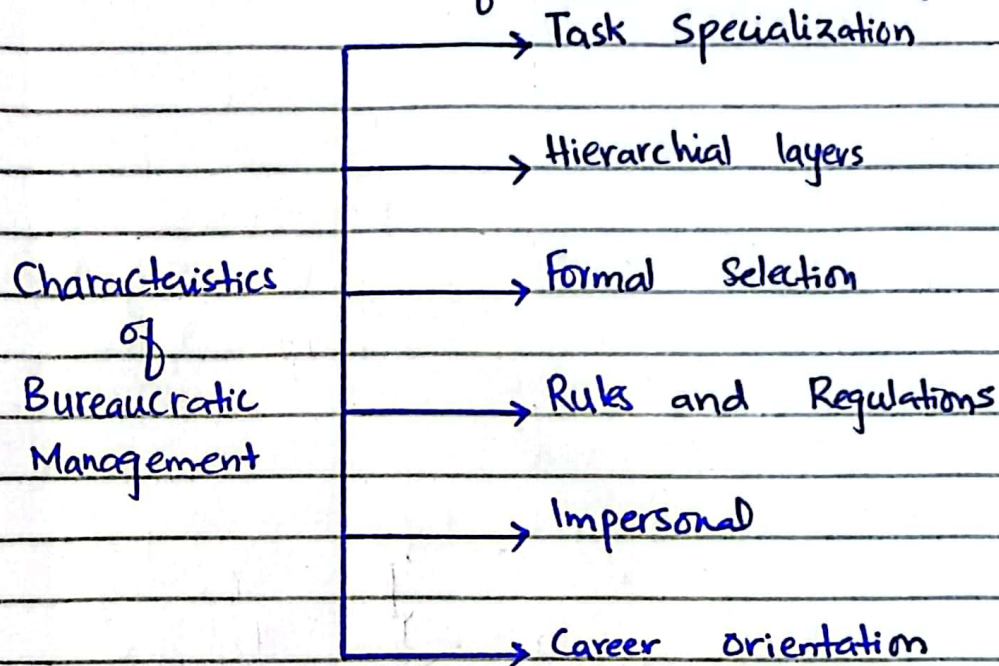 Task Specialization
Hierarchial layers
Formal Selection
Characteristics
of
Bureaucratic
Management
Rules and Regulations
Impersonal
Career orientation